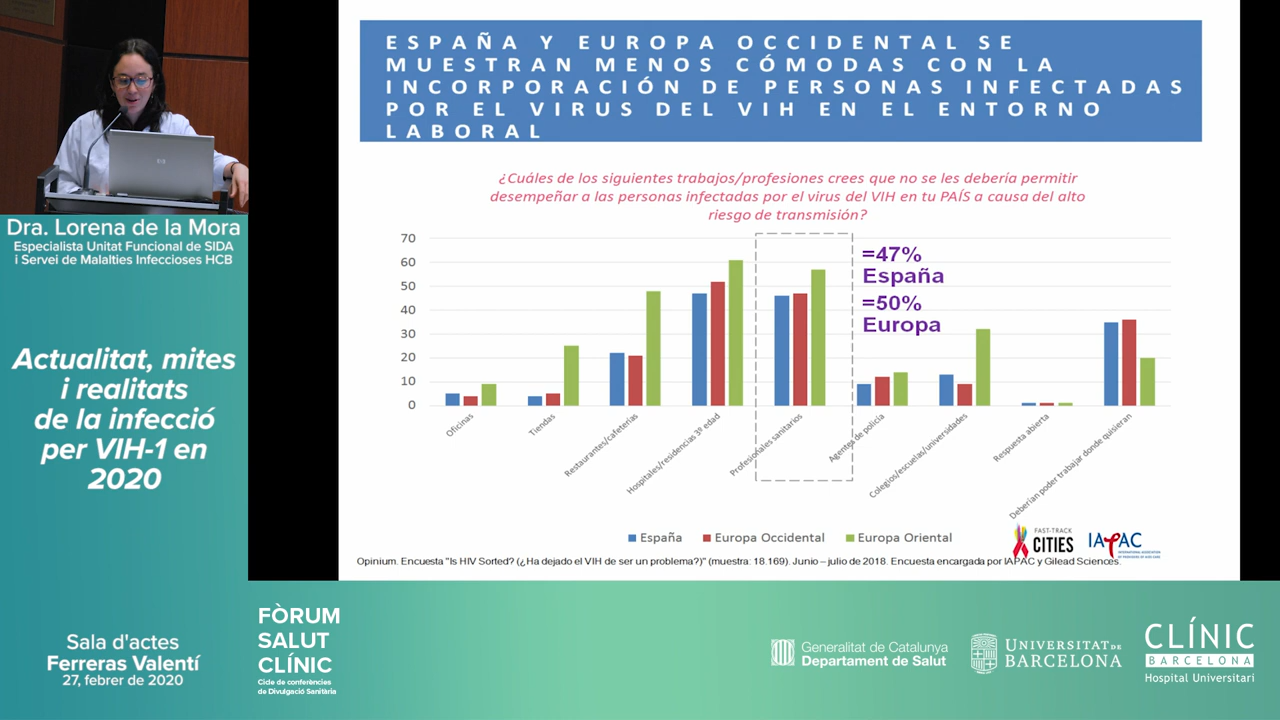 ESPAÑA Y EUROPA OCCIDENTAL SE
MUESTRAN MENOS CÓMODAS CON LA
INCORPORACIÓN DE PERSONAS INFECTADAS
POR EL VIRUS DEL VIH EN EL ENTORNO
LABORAL
¿Cuáles de los siguientes trabajos/profesiones crees que no se les debería permitir
desempeñar a las personas infectadas por el virus del VIH en tu PAÍS a causa del alto
riesgo de transmisión?
70
60
50
40
30
20
10
0
=47%
España
=50%
Europa
Oficinas
Tiendas
Restaurantes/cafeterías
Hospitales/residencias 3ª edad
Profesionales sanitarios
Agentes de policía
Colegios/escuelas/universidades
Respuesta abierta
Deberían poder trabajar donde quisieran
España
Europa Occidental
Europa Oriental
FAST-TRACK
CITIES
IAPAC
Opinium. Encuesta "Is HIV Sorted? (¿Ha dejado el VIH de ser un problema?)" (muestra: 18.169). Junio – julio de 2018. Encuesta encargada por IAPAC y Gilead Sciences.
hp
Dra. Lorena de la Mora
Especialista Unitat Funcional de SIDA
i Servei de Malalties Infeccioses HCB
Actualitat, mites
i realitats
de la infecció
per VIH-1 en
2020
Sala d'actes
Ferreras Valentí
27, febrer de 2020
FÒRUM
SALUT
CLÍNIC
Cicle de conferències
de Divulgació Sanitària
Generalitat de Catalunya
Departament de Salut
UNIVERSITAT DE
BARCELONA
CLÍNIC
BARCELONA
Hospital Universitari